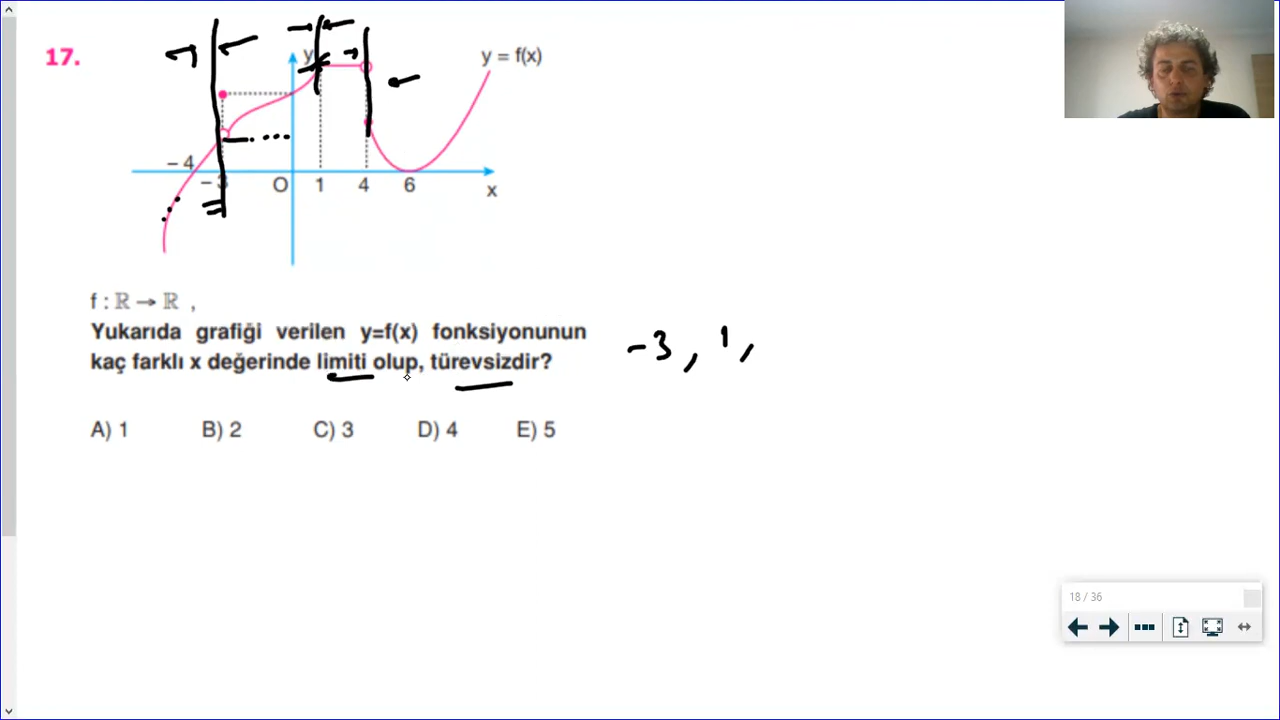 17.
y
y = f(x)
– 4
– 3
O
1
4
6
x
f : ℝ → ℝ ,
Yukarıda grafiği verilen y=f(x) fonksiyonunun
kaç farklı x değerinde limiti olup, türevsizdir?
-3, 1,
A) 1 B) 2 C) 3 D) 4 E) 5
18 / 36